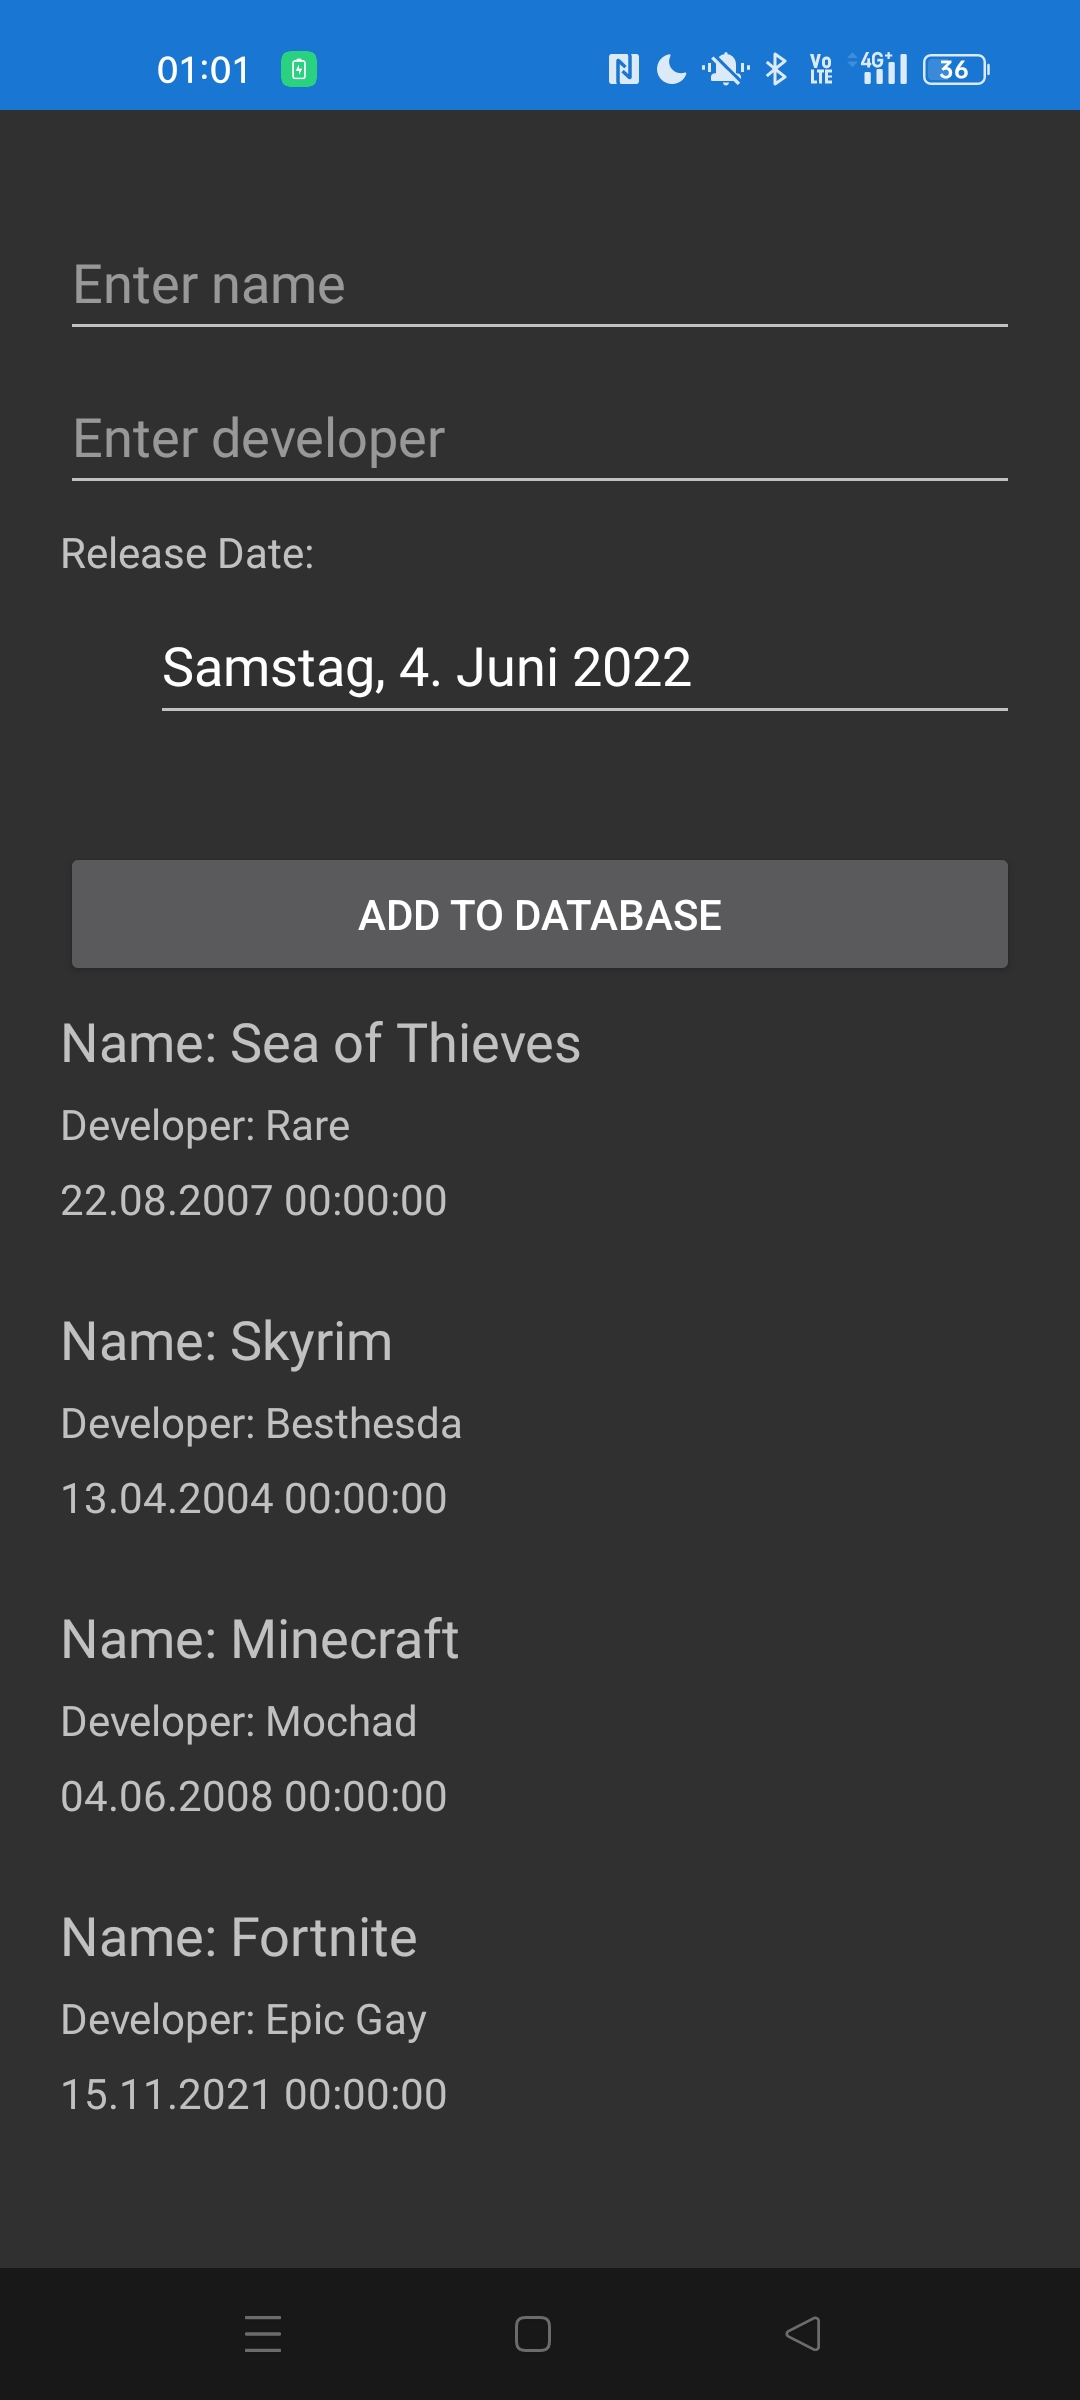 01:01 Vo LTE 4G+ 36
Enter name
Enter developer
Release Date:
Samstag, 4. Juni 2022
ADD TO DATABASE
Name: Sea of Thieves
Developer: Rare
22.08.2007 00:00:00
Name: Skyrim
Developer: Besthesda
13.04.2004 00:00:00
Name: Minecraft
Developer: Mochad
04.06.2008 00:00:00
Name: Fortnite
Developer: Epic Gay
15.11.2021 00:00:00